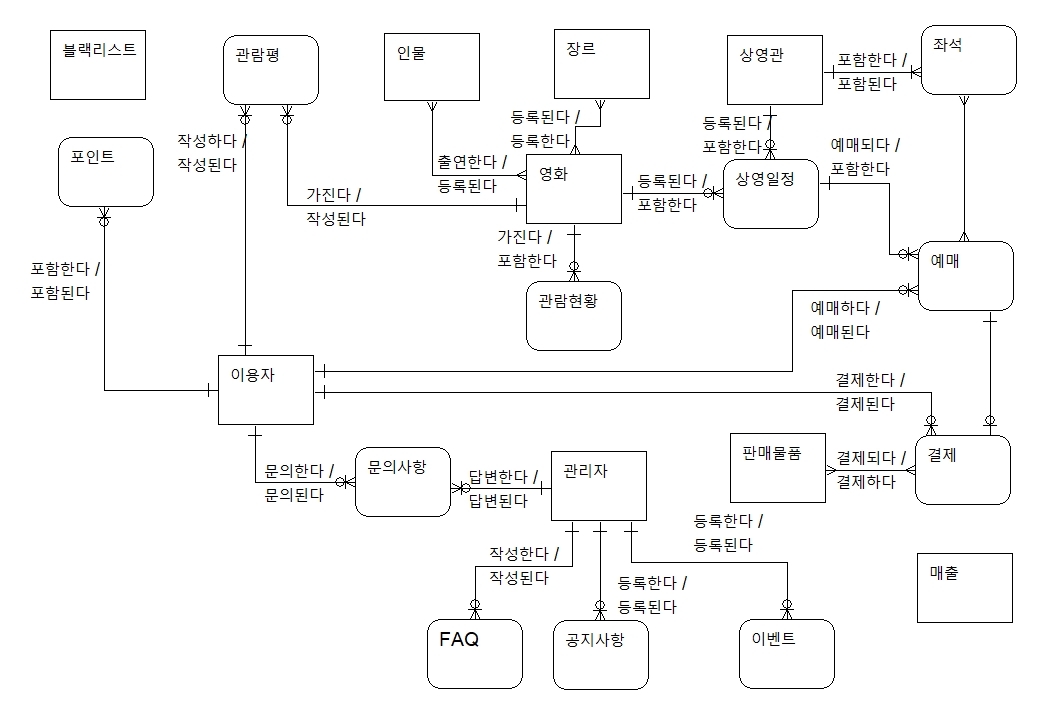 블랙리스트
관람평
인물
장르
상영관
포함한다 /
포함된다
좌석
작성하다 /
작성된다
등록된다 /
등록한다
등록된다 /
포함한다
예매되다 /
포함한다
포인트
출연한다 /
등록된다
영화
등록된다 /
포함한다
상영일정
가진다 /
작성된다
가진다 /
포함한다
포함한다 /
포함된다
관람현황
예매
예매하다 /
예매된다
이용자
결제한다 /
결제된다
문의한다 /
문의된다
문의사항
답변한다 /
답변된다
관리자
판매물품
결제되다 /
결제하다
결제
작성한다 /
작성된다
등록한다 /
등록된다
등록한다 /
등록된다
매출
FAQ
공지사항
이벤트